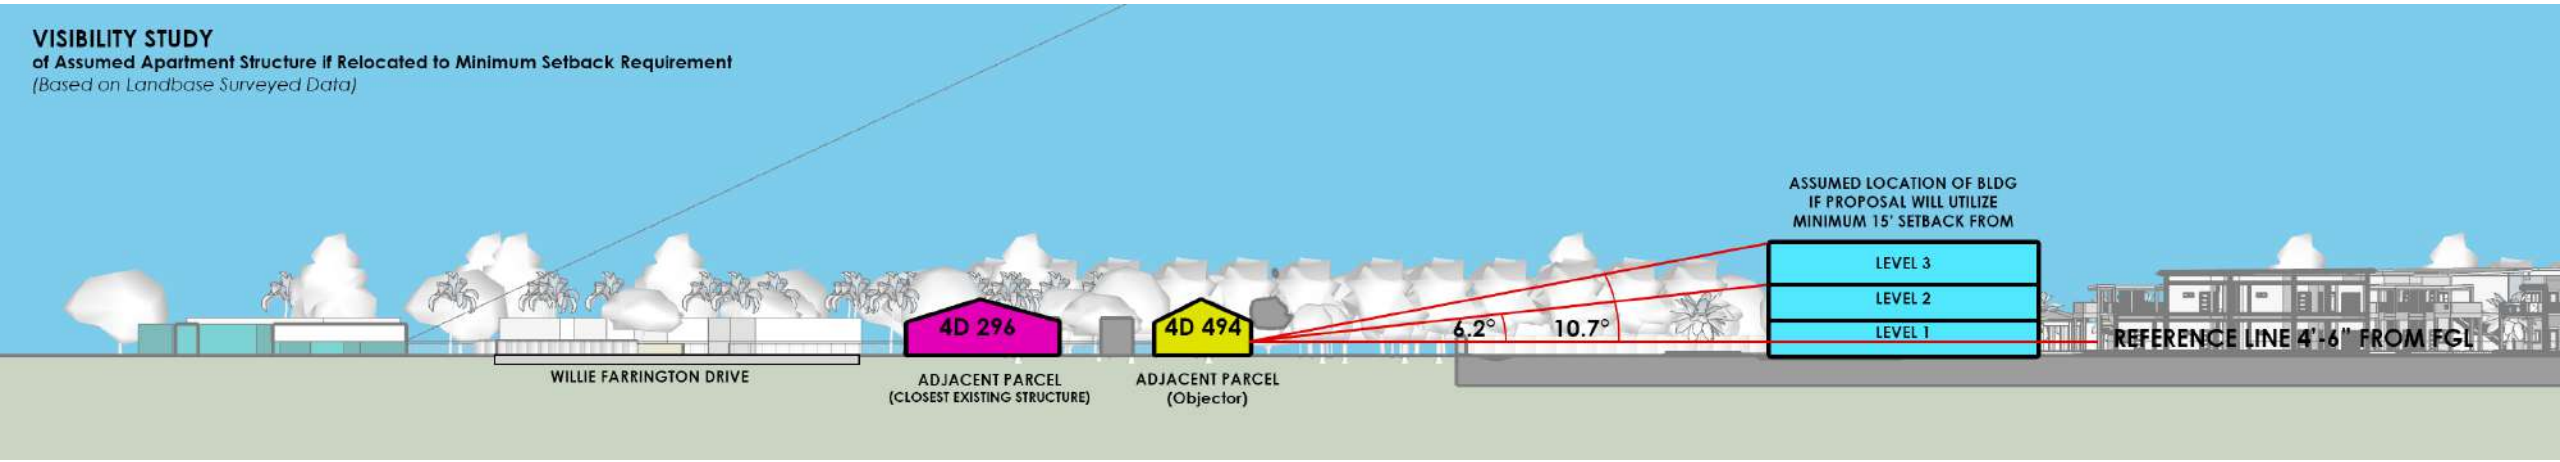 VISIBILITY STUDY
of Assumed Apartment Structure if Relocated to Minimum Setback Requirement
(Based on Landbase Surveyed Data)
ASSUMED LOCATION OF BLDG
IF PROPOSAL WILL UTILIZE
MINIMUM 15' SETBACK FROM
LEVEL 3
LEVEL 2
LEVEL 1
4D 296
4D 494
6.2°
10.7°
REFERENCE LINE 4'-6" FROM FGL
WILLIE FARRINGTON DRIVE
ADJACENT PARCEL
(CLOSEST EXISTING STRUCTURE)
ADJACENT PARCEL
(Objector)